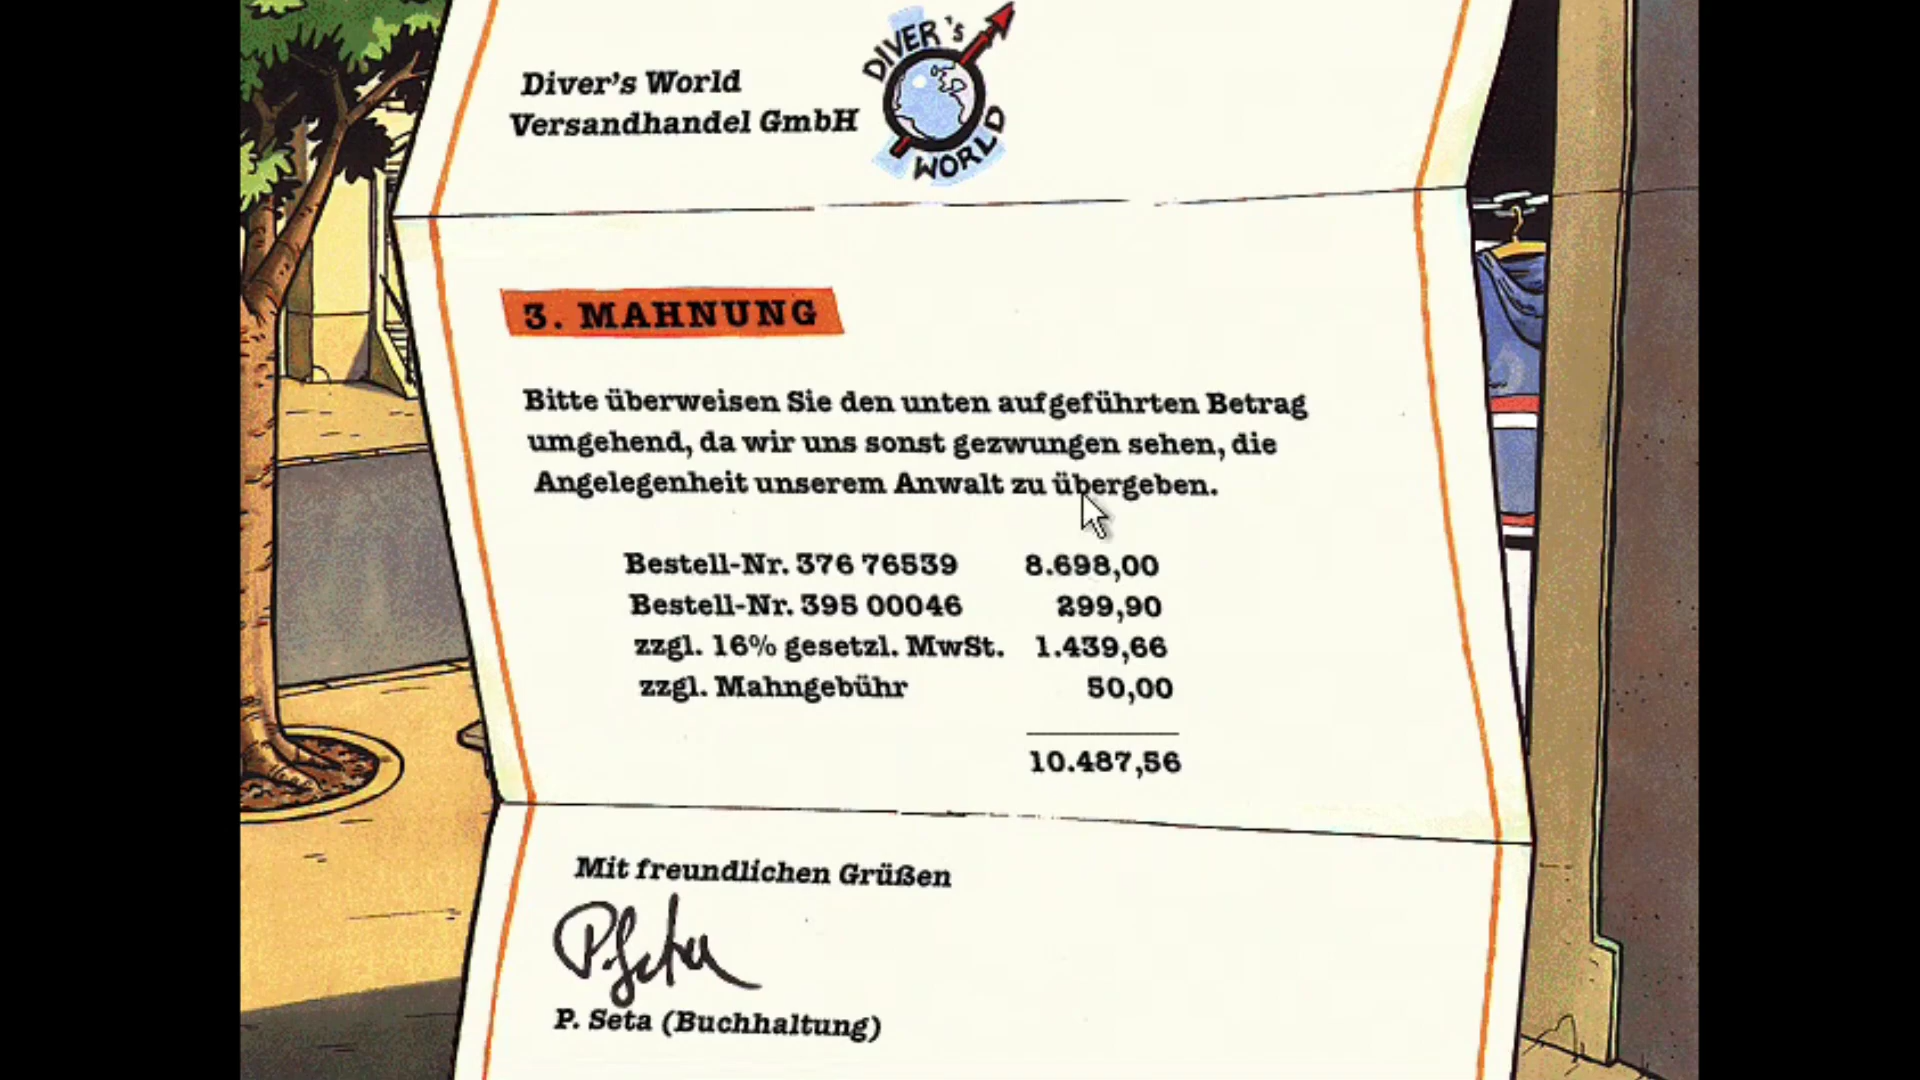 Diver's World
Versandhandel GmbH
DIVER'S
WORLD
3. MAHNUNG
Bitte überweisen Sie den unten aufgeführten Betrag
umgehend, da wir uns sonst gezwungen sehen, die
Angelegenheit unserem Anwalt zu übergeben.
Bestell-Nr. 376 76539 8.698,00
Bestell-Nr. 395 00046 299,90
zzgl. 16% gesetzl. MwSt. 1.439,66
zzgl. Mahngebühr 50,00
10.487,56
Mit freundlichen Grüßen
P. Seta
P. Seta (Buchhaltung)